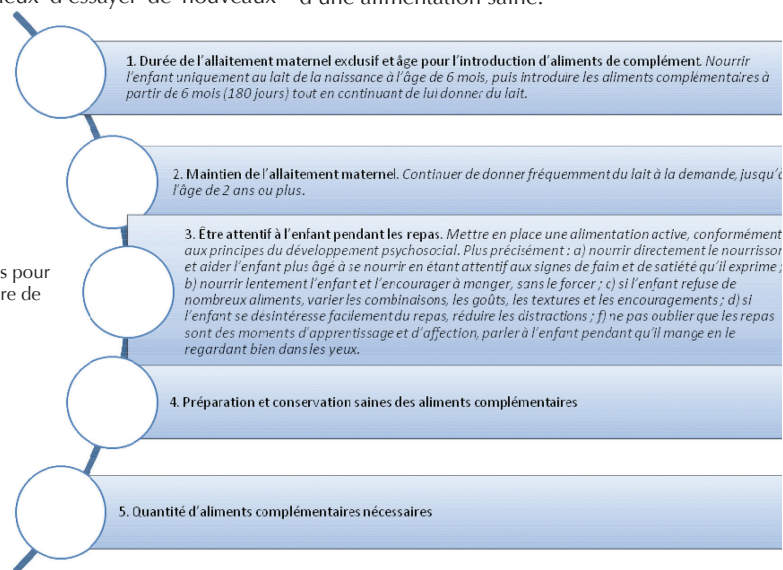 ieux d'essayer de nouveaux d'une alimentation saine.
1. Durée de l'allaitement maternel exclusif et âge pour l'introduction d'aliments de complément. Nourrir
l'enfant uniquement au lait de la naissance à l'âge de 6 mois, puis introduire les aliments complémentaires à
partir de 6 mois (180 jours) tout en continuant de lui donner du lait.
2. Maintien de l'allaitement maternel. Continuer de donner fréquemment du lait à la demande, jusqu'à
l'âge de 2 ans ou plus.
s pour
re de
3. Être attentif à l'enfant pendant les repas. Mettre en place une alimentation active, conformément
aux principes du développement psychosocial. Plus précisément : a) nourrir directement le nourrisson
et aider l'enfant plus âgé à se nourrir en étant attentif aux signes de faim et de satiété qu'il exprime ;
b) nourrir lentement l'enfant et l'encourager à manger, sans le forcer ; c) si l'enfant refuse de
nombreux aliments, varier les combinaisons, les goûts, les textures et les encouragements ; d) si
l'enfant se désintéresse facilement du repas, réduire les distractions ; f) ne pas oublier que les repas
sont des moments d'apprentissage et d'affection, parler à l'enfant pendant qu'il mange en le
regardant bien dans les yeux.
4. Préparation et conservation saines des aliments complémentaires
5. Quantité d'aliments complémentaires nécessaires